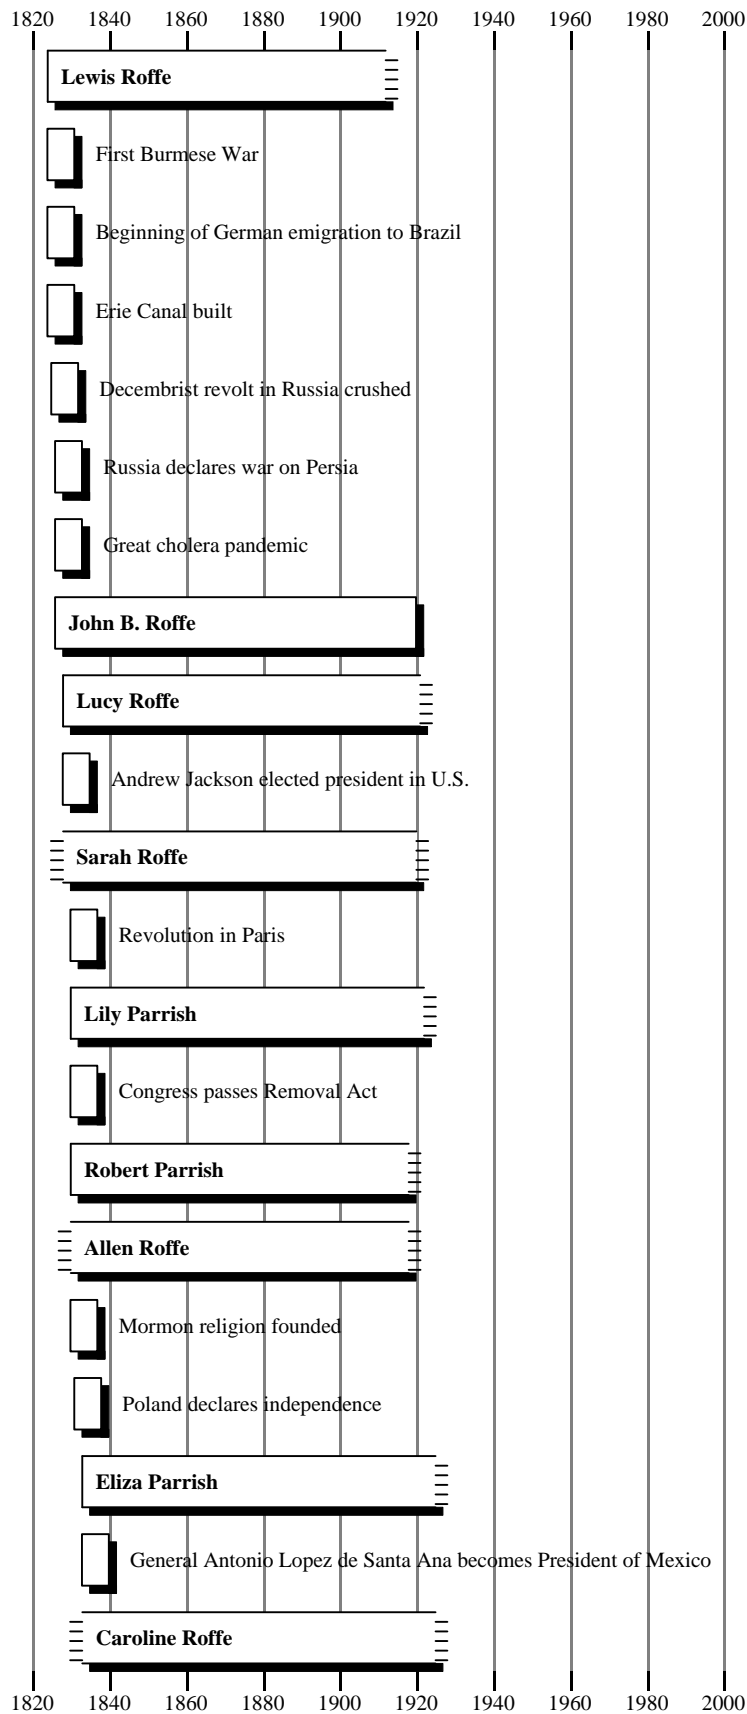 1820 1840 1860 1880 1900 1920 1940 1960 1980 2000
Lewis Roffe
First Burmese War
Beginning of German emigration to Brazil
Erie Canal built
Decembrist revolt in Russia crushed
Russia declares war on Persia
Great cholera pandemic
John B. Roffe
Lucy Roffe
Andrew Jackson elected president in U.S.
Sarah Roffe
Revolution in Paris
Lily Parrish
Congress passes Removal Act
Robert Parrish
Allen Roffe
Mormon religion founded
Poland declares independence
Eliza Parrish
General Antonio Lopez de Santa Ana becomes President of Mexico
Caroline Roffe
1820 1840 1860 1880 1900 1920 1940 1960 1980 2000